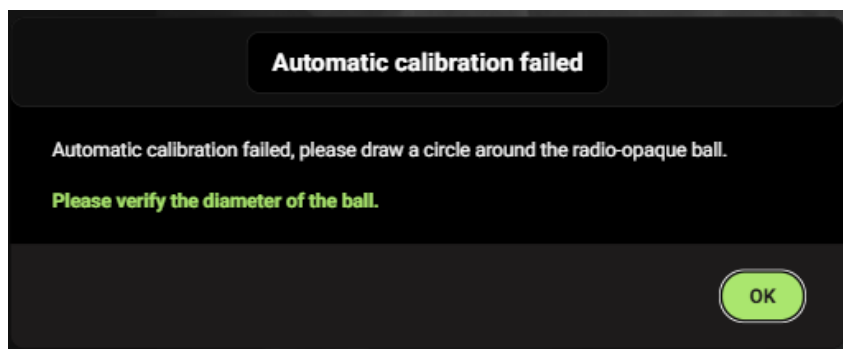 Automatic calibration failed
Automatic calibration failed, please draw a circle around the radio-opaque ball.
Please verify the diameter of the ball.
OK